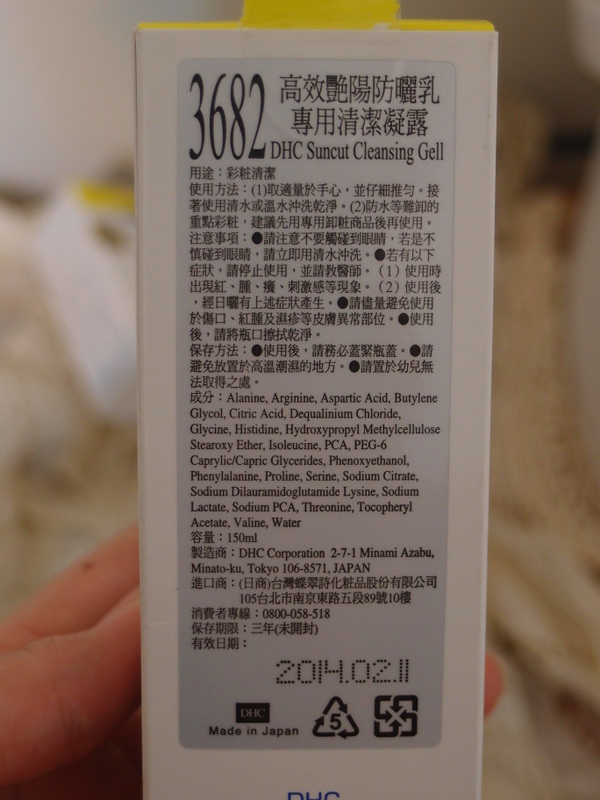 3682 高效艷陽防曬乳
專用清潔凝露
DHC Suncut Cleansing Gell
用途：彩粧清潔
使用方法：(1)取適量於手心，並仔細推勻。接
著使用清水或溫水沖洗乾淨。(2)防水等難卸的
重點彩粧，建議先用專用卸粧商品後再使用。
注意事項：●請注意不要觸碰到眼睛，若是不
慎碰到眼睛，請立即用清水沖洗。●若有以下
症狀，請停止使用，並請教醫師。（1）使用時
出現紅、腫、癢、刺激感等現象。（2）使用後
，經日曬有上述症狀產生。●請儘量避免使用
於傷口、紅腫及濕疹等皮膚異常部位。●使用
後，請將瓶口擦拭乾淨。
保存方法：●使用後，請務必蓋緊瓶蓋。●請
避免放置於高溫潮濕的地方。●請置於幼兒無
法取得之處。
成分：Alanine, Arginine, Aspartic Acid, Butylene
Glycol, Citric Acid, Dequalinium Chloride,
Glycine, Histidine, Hydroxypropyl Methylcellulose
Stearoxy Ether, Isoleucine, PCA, PEG-6
Caprylic/Capric Glycerides, Phenoxyethanol,
Phenylalanine, Proline, Serine, Sodium Citrate,
Sodium Dilauramidoglutamide Lysine, Sodium
Lactate, Sodium PCA, Threonine, Tocopheryl
Acetate, Valine, Water
容量：150ml
製造商：DHC Corporation 2-7-1 Minami Azabu,
Minato-ku, Tokyo 106-8571, JAPAN
進口商：(日商)台灣蝶翠詩化粧品股份有限公司
105台北市南京東路五段89號10樓
消費者專線：0800-058-518
保存期限：三年(未開封)
有效日期：
2014.02.11
DHC
Made in Japan
5
DHC